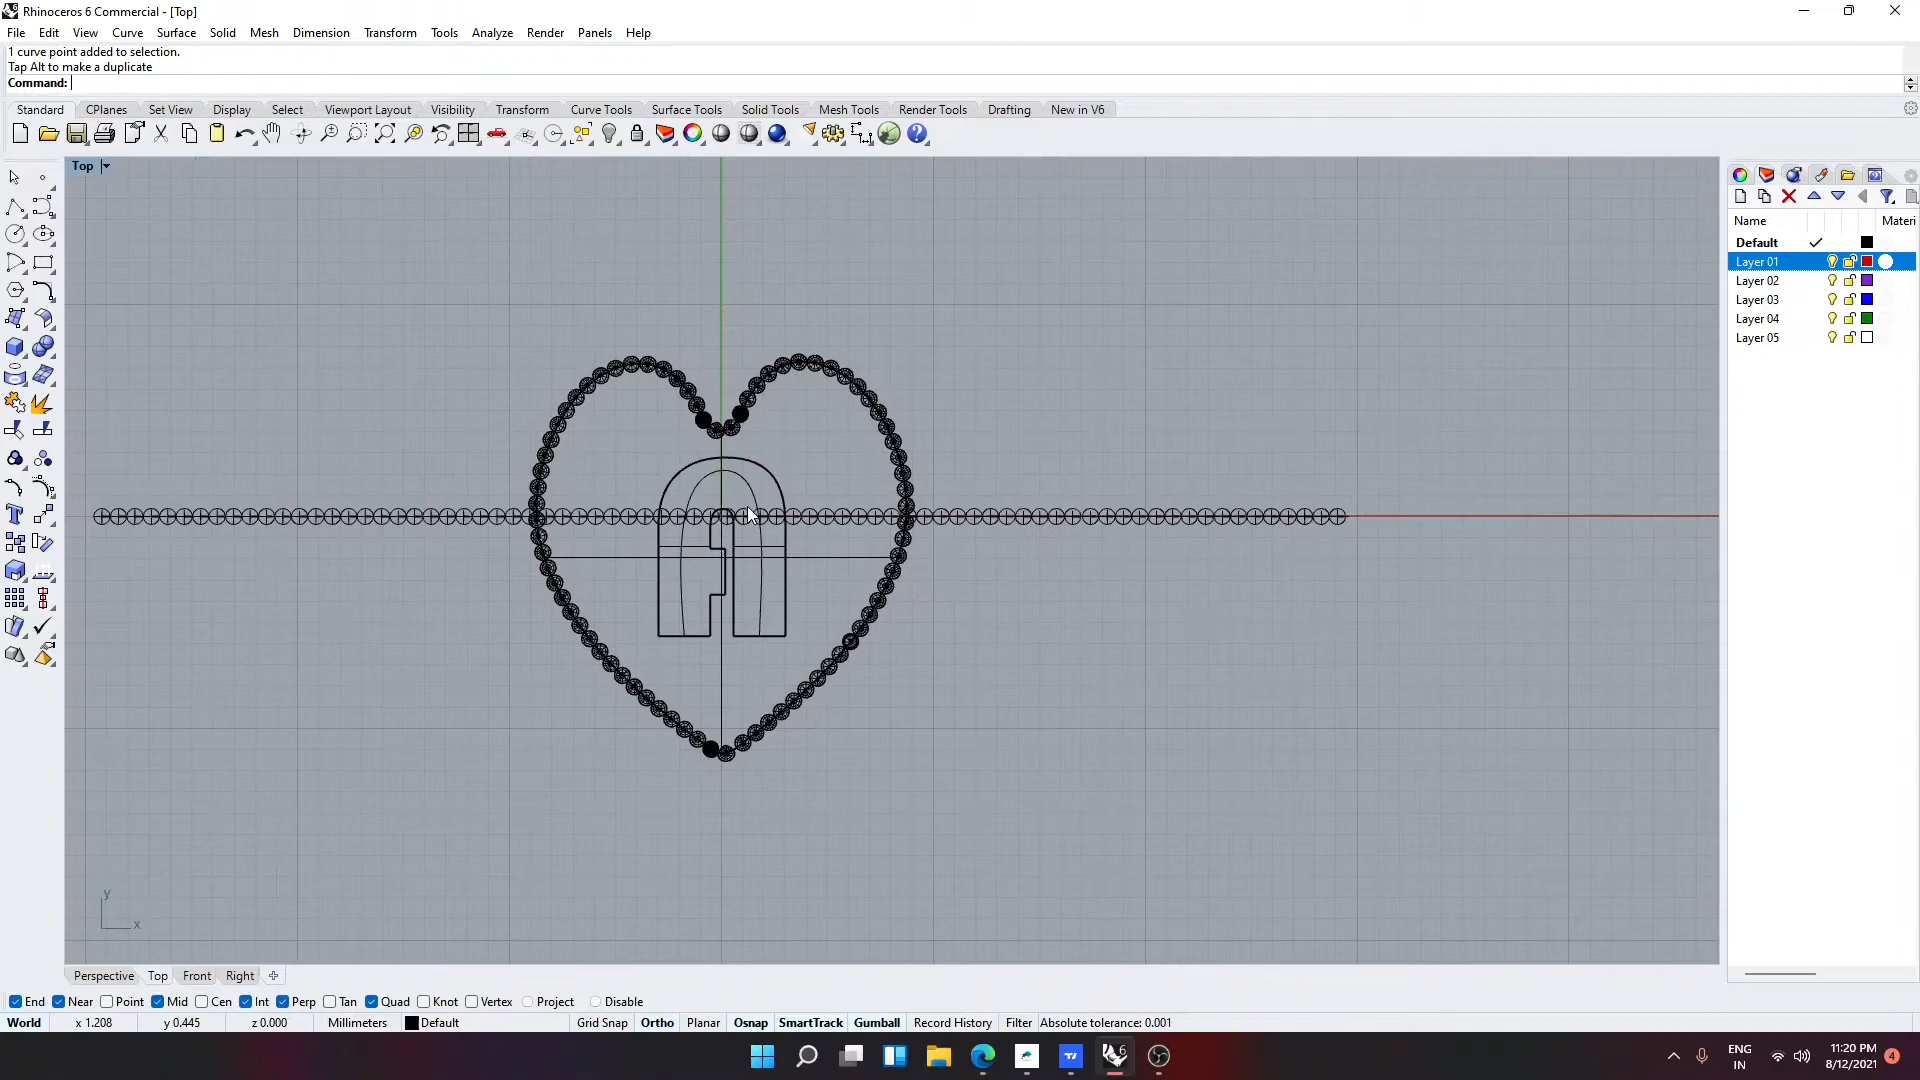 Rhinoceros 6 Commercial - [Top]
File Edit View Curve Surface Solid Mesh Dimension Transform Tools Analyze Render Panels Help
1 curve point added to selection.
Tap Alt to make a duplicate
Command:
Standard CPlanes Set View Display Select Viewport Layout Visibility Transform Curve Tools Surface Tools Solid Tools Mesh Tools Render Tools Drafting New in V6
Top
Name Materi
Default
Layer 01
Layer 02
Layer 03
Layer 04
Layer 05
y
x
Perspective Top Front Right
End Near Point Mid Cen Int Perp Tan Quad Knot Vertex Project Disable
World x 1.208 y 0.445 z 0.000 Millimeters Default Grid Snap Ortho Planar Osnap SmartTrack Gumball Record History Filter Absolute tolerance: 0.001
ENG
IN
11:20 PM
8/12/2021
4